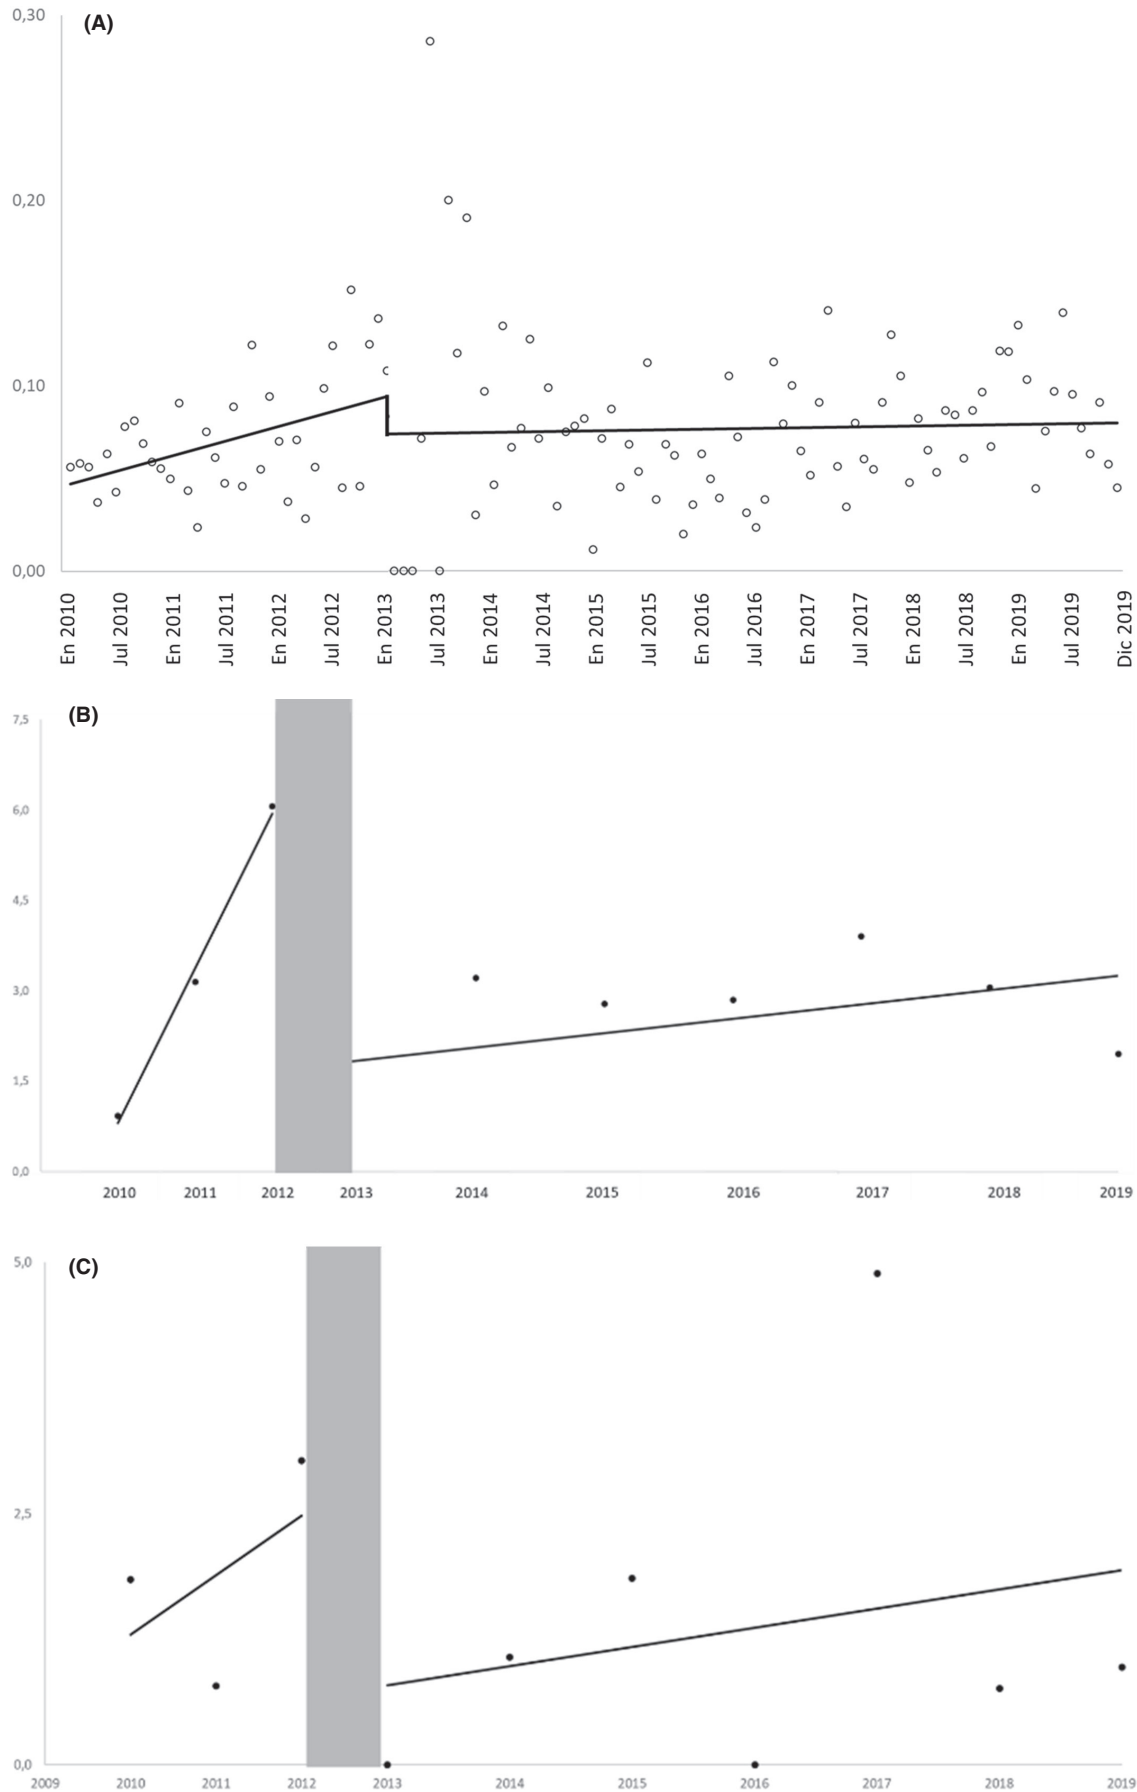 0,30
(A)
0,20
0,10
0,00
En 2010
Jul 2010
En 2011
Jul 2011
En 2012
Jul 2012
En 2013
Jul 2013
En 2014
Jul 2014
En 2015
Jul 2015
En 2016
Jul 2016
En 2017
Jul 2017
En 2018
Jul 2018
En 2019
Jul 2019
Dic 2019
(B)
7,5
6,0
4,5
3,0
1,5
0,0
2010 2011 2012 2013 2014 2015 2016 2017 2018 2019
5,0
(C)
2,5
0,0
2009 2010 2011 2012 2013 2014 2015 2016 2017 2018 2019